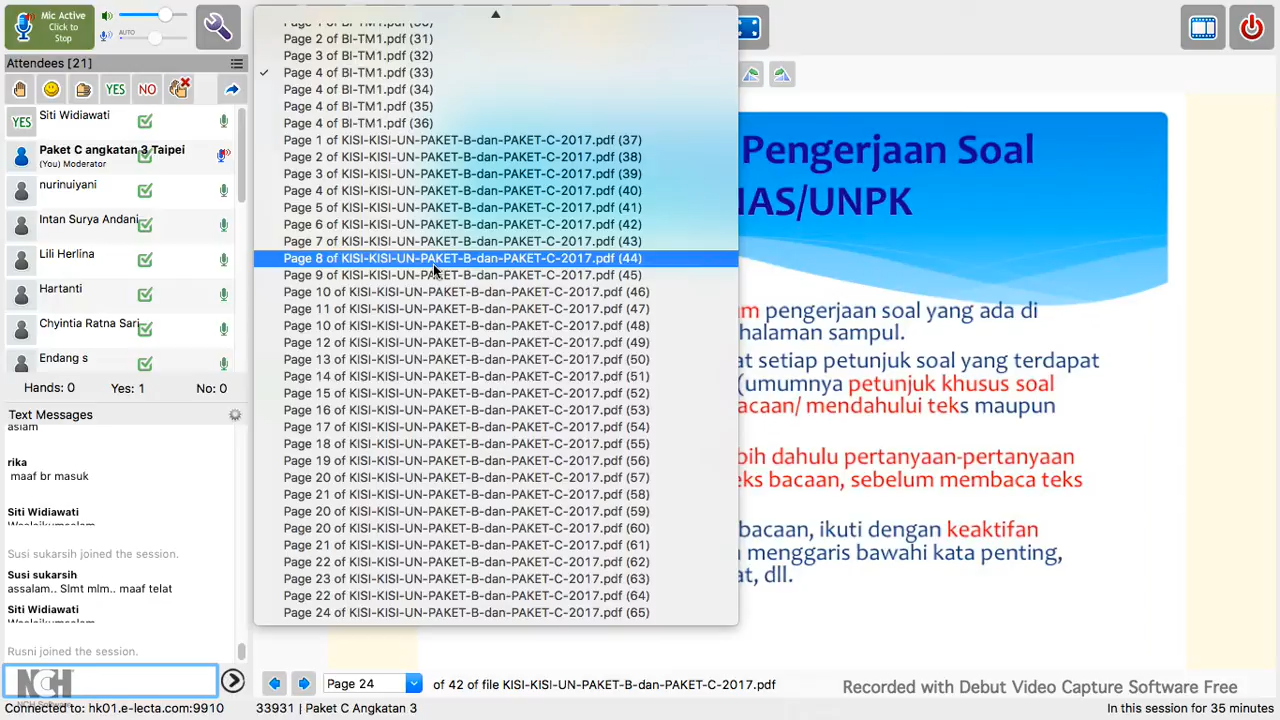 Mic Active
Click to
Stop
AUTO
Attendees [21]
YES
NO
YES
Siti Widiawati
Paket C angkatan 3 Taipei
(You) Moderator
nurinuiyani
Intan Surya Andani
Lili Herlina
Hartanti
Chyintia Ratna Sari
Endang s
Hands: 0
Yes: 1
No: 0
Text Messages
aslam
rika
maaf br masuk
Siti Widiawati
Susi sukarsih joined the session.
Susi sukarsih
assalam.. Slmt mlm.. maaf telat
Siti Widiawati
Rusni joined the session.
NCH
NCH Software
Connected to: hk01.e-lecta.com:9910
Page 2 of BI-TM1.pdf (31)
Page 3 of BI-TM1.pdf (32)
Page 4 of BI-TM1.pdf (33)
Page 4 of BI-TM1.pdf (34)
Page 4 of BI-TM1.pdf (35)
Page 4 of BI-TM1.pdf (36)
Page 1 of KISI-KISI-UN-PAKET-B-dan-PAKET-C-2017.pdf (37)
Page 2 of KISI-KISI-UN-PAKET-B-dan-PAKET-C-2017.pdf (38)
Page 3 of KISI-KISI-UN-PAKET-B-dan-PAKET-C-2017.pdf (39)
Page 4 of KISI-KISI-UN-PAKET-B-dan-PAKET-C-2017.pdf (40)
Page 5 of KISI-KISI-UN-PAKET-B-dan-PAKET-C-2017.pdf (41)
Page 6 of KISI-KISI-UN-PAKET-B-dan-PAKET-C-2017.pdf (42)
Page 7 of KISI-KISI-UN-PAKET-B-dan-PAKET-C-2017.pdf (43)
Page 8 of KISI-KISI-UN-PAKET-B-dan-PAKET-C-2017.pdf (44)
Page 9 of KISI-KISI-UN-PAKET-B-dan-PAKET-C-2017.pdf (45)
Page 10 of KISI-KISI-UN-PAKET-B-dan-PAKET-C-2017.pdf (46)
Page 11 of KISI-KISI-UN-PAKET-B-dan-PAKET-C-2017.pdf (47)
Page 10 of KISI-KISI-UN-PAKET-B-dan-PAKET-C-2017.pdf (48)
Page 12 of KISI-KISI-UN-PAKET-B-dan-PAKET-C-2017.pdf (49)
Page 13 of KISI-KISI-UN-PAKET-B-dan-PAKET-C-2017.pdf (50)
Page 14 of KISI-KISI-UN-PAKET-B-dan-PAKET-C-2017.pdf (51)
Page 15 of KISI-KISI-UN-PAKET-B-dan-PAKET-C-2017.pdf (52)
Page 16 of KISI-KISI-UN-PAKET-B-dan-PAKET-C-2017.pdf (53)
Page 17 of KISI-KISI-UN-PAKET-B-dan-PAKET-C-2017.pdf (54)
Page 18 of KISI-KISI-UN-PAKET-B-dan-PAKET-C-2017.pdf (55)
Page 19 of KISI-KISI-UN-PAKET-B-dan-PAKET-C-2017.pdf (56)
Page 20 of KISI-KISI-UN-PAKET-B-dan-PAKET-C-2017.pdf (57)
Page 21 of KISI-KISI-UN-PAKET-B-dan-PAKET-C-2017.pdf (58)
Page 20 of KISI-KISI-UN-PAKET-B-dan-PAKET-C-2017.pdf (59)
Page 20 of KISI-KISI-UN-PAKET-B-dan-PAKET-C-2017.pdf (60)
Page 21 of KISI-KISI-UN-PAKET-B-dan-PAKET-C-2017.pdf (61)
Page 22 of KISI-KISI-UN-PAKET-B-dan-PAKET-C-2017.pdf (62)
Page 23 of KISI-KISI-UN-PAKET-B-dan-PAKET-C-2017.pdf (63)
Page 22 of KISI-KISI-UN-PAKET-B-dan-PAKET-C-2017.pdf (64)
Page 24 of KISI-KISI-UN-PAKET-B-dan-PAKET-C-2017.pdf (65)
Pengerjaan Soal
AS/UNPK
um pengerjaan soal yang ada di
halaman sampul.
at setiap petunjuk soal yang terdapat
(umumnya petunjuk khusus soal
bacaan/ mendahului teks maupun
bih dahulu pertanyaan-pertanyaan
eks bacaan, sebelum membaca teks
bacaan, ikuti dengan keaktifan
menggaris bawahi kata penting,
at, dll.
Page 24
of 42 of file KISI-KISI-UN-PAKET-B-dan-PAKET-C-2017.pdf
Recorded with Debut Video Capture Software Free
33931 | Paket C Angkatan 3
In this session for 35 minutes